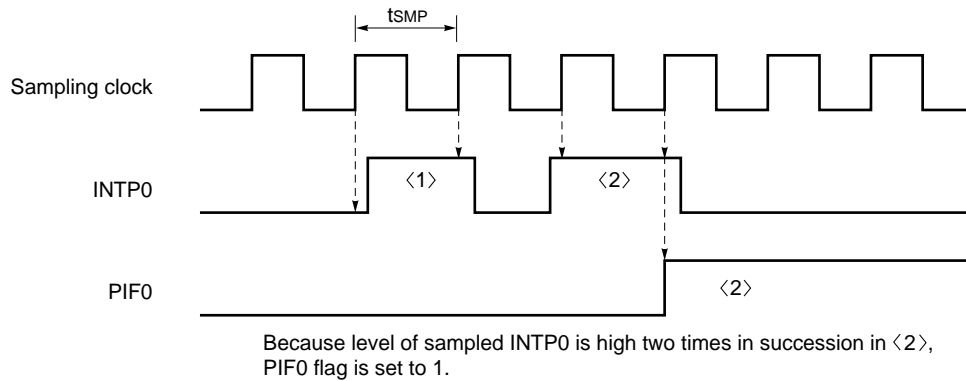 tSMP
Sampling clock
〈1〉
〈2〉
INTP0
PIF0
〈2〉
Because level of sampled INTP0 is high two times in succession in 〈2〉,
PIF0 flag is set to 1.